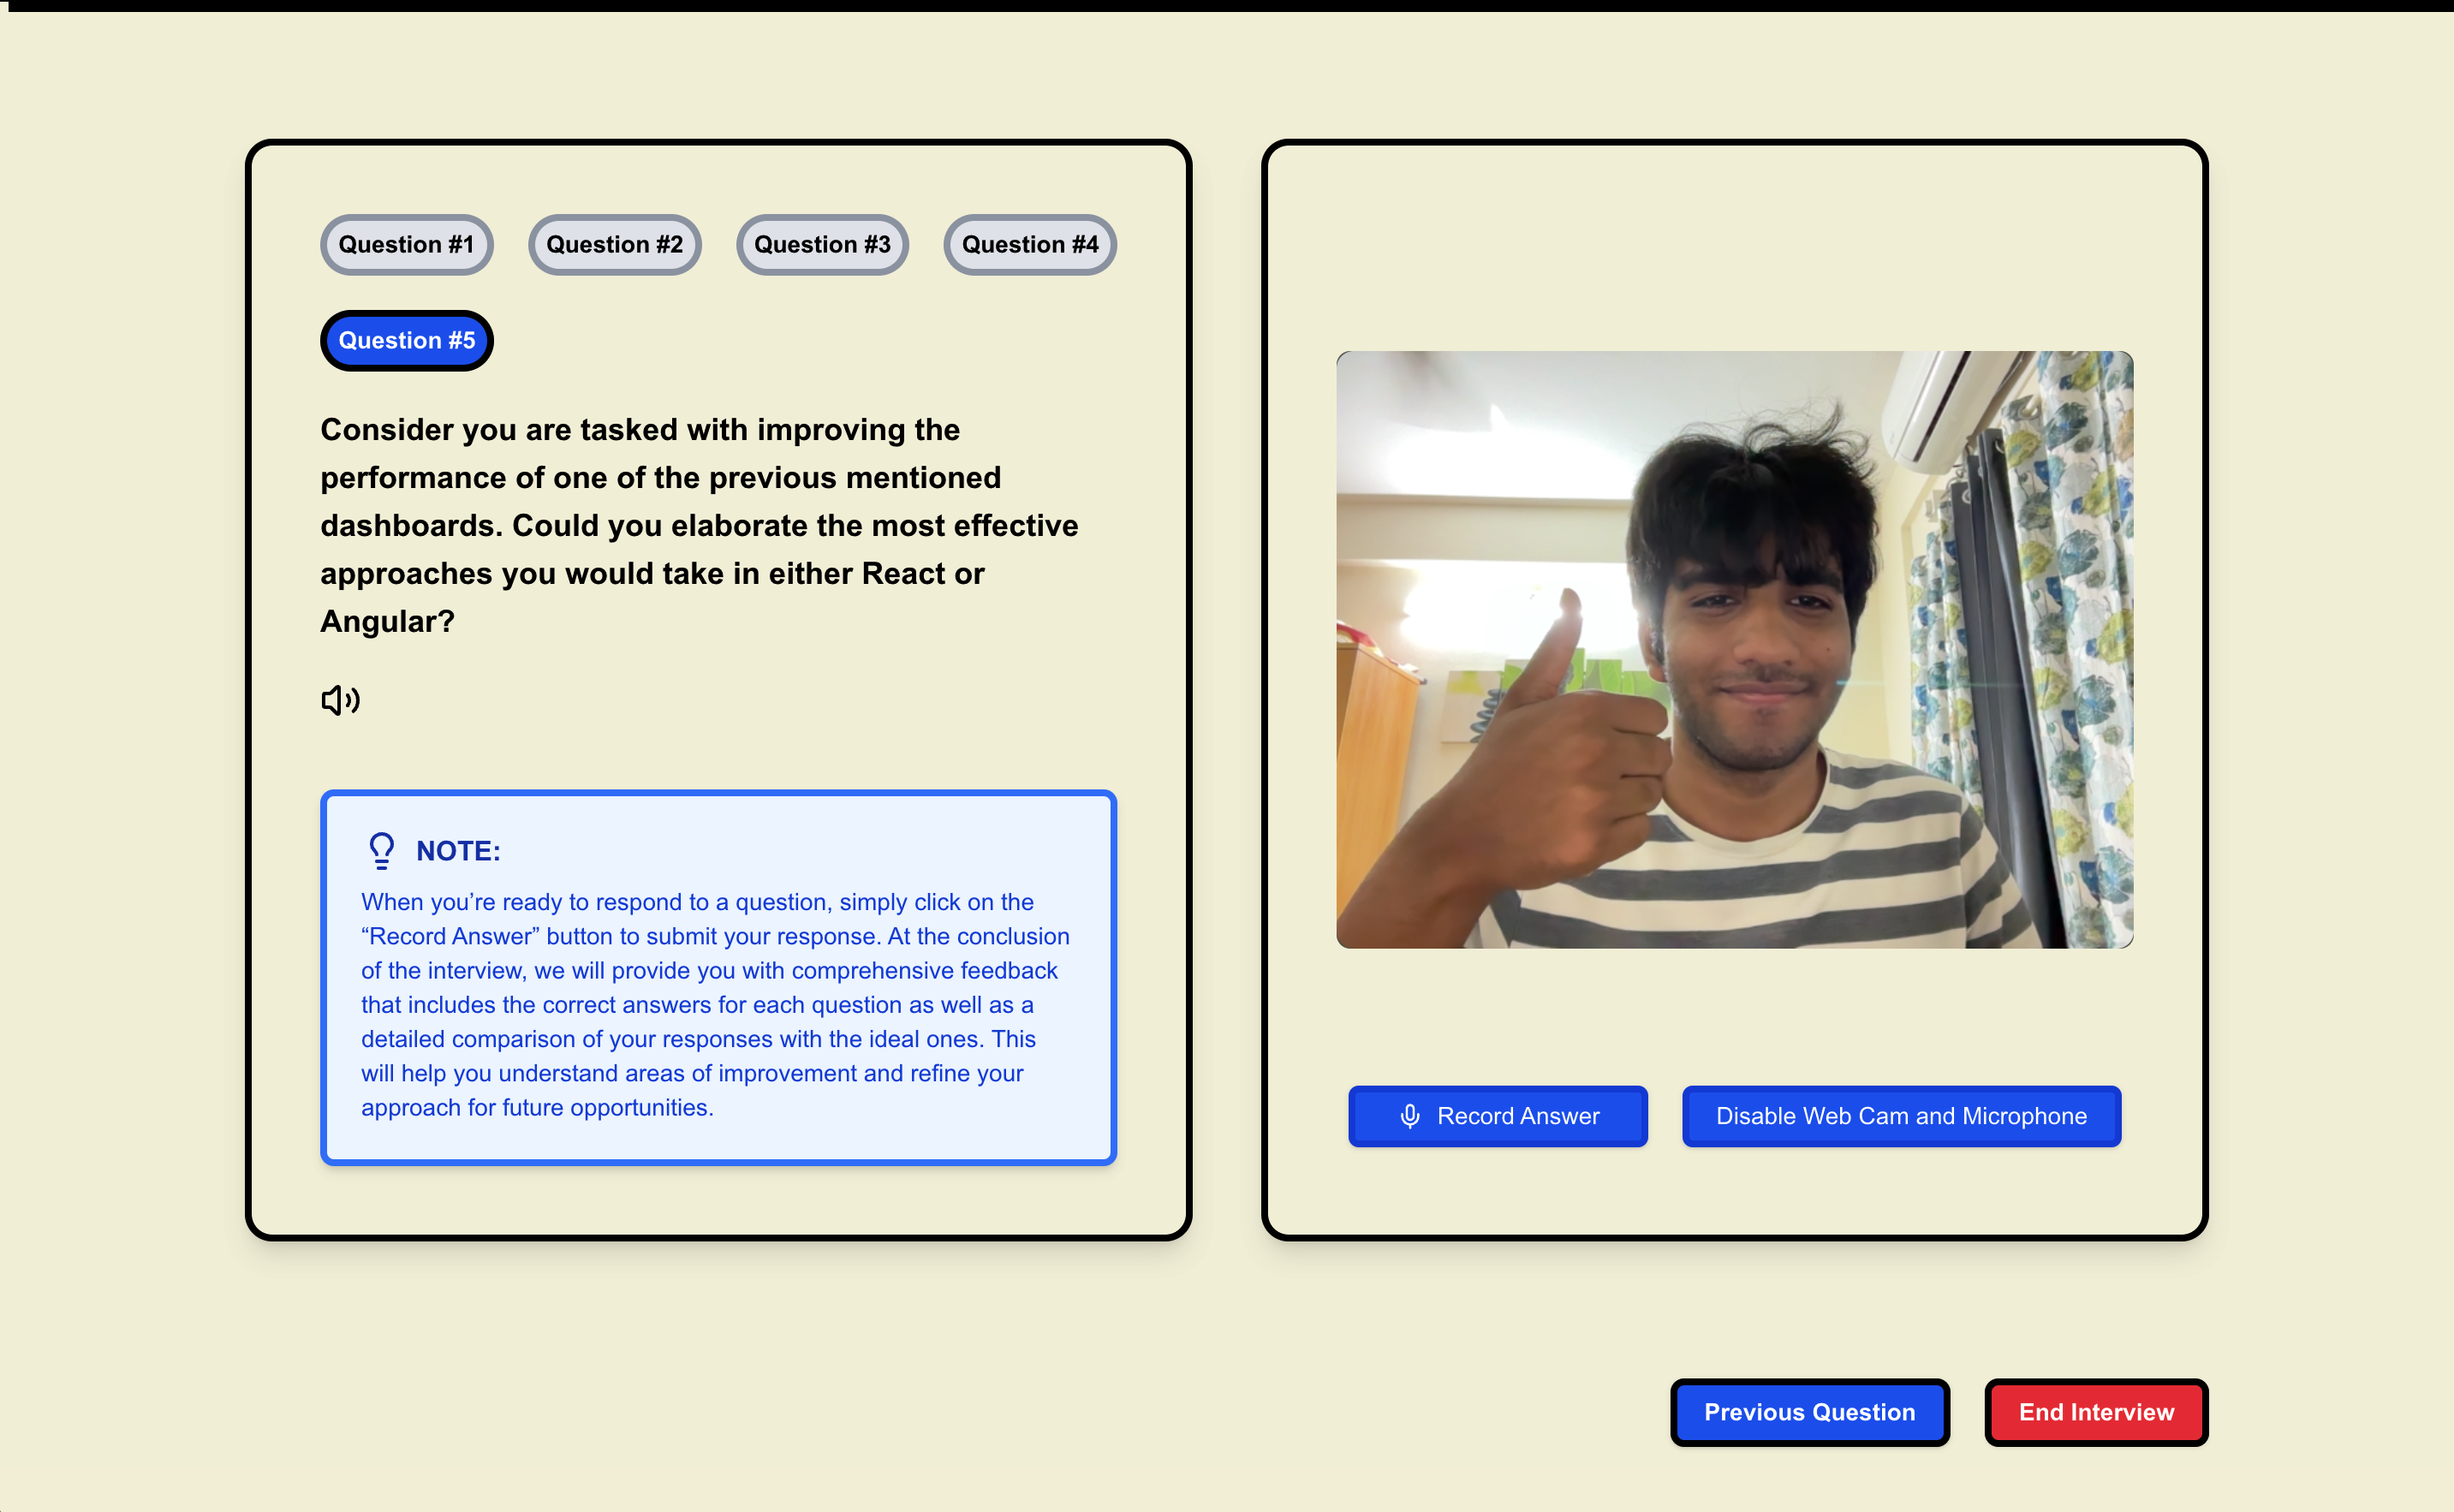 Question #1
Question #2
Question #3
Question #4
Question #5
Consider you are tasked with improving the
performance of one of the previous mentioned
dashboards. Could you elaborate the most effective
approaches you would take in either React or
Angular?
NOTE:
When you’re ready to respond to a question, simply click on the
“Record Answer” button to submit your response. At the conclusion
of the interview, we will provide you with comprehensive feedback
that includes the correct answers for each question as well as a
detailed comparison of your responses with the ideal ones. This
will help you understand areas of improvement and refine your
approach for future opportunities.
Record Answer
Disable Web Cam and Microphone
Previous Question
End Interview